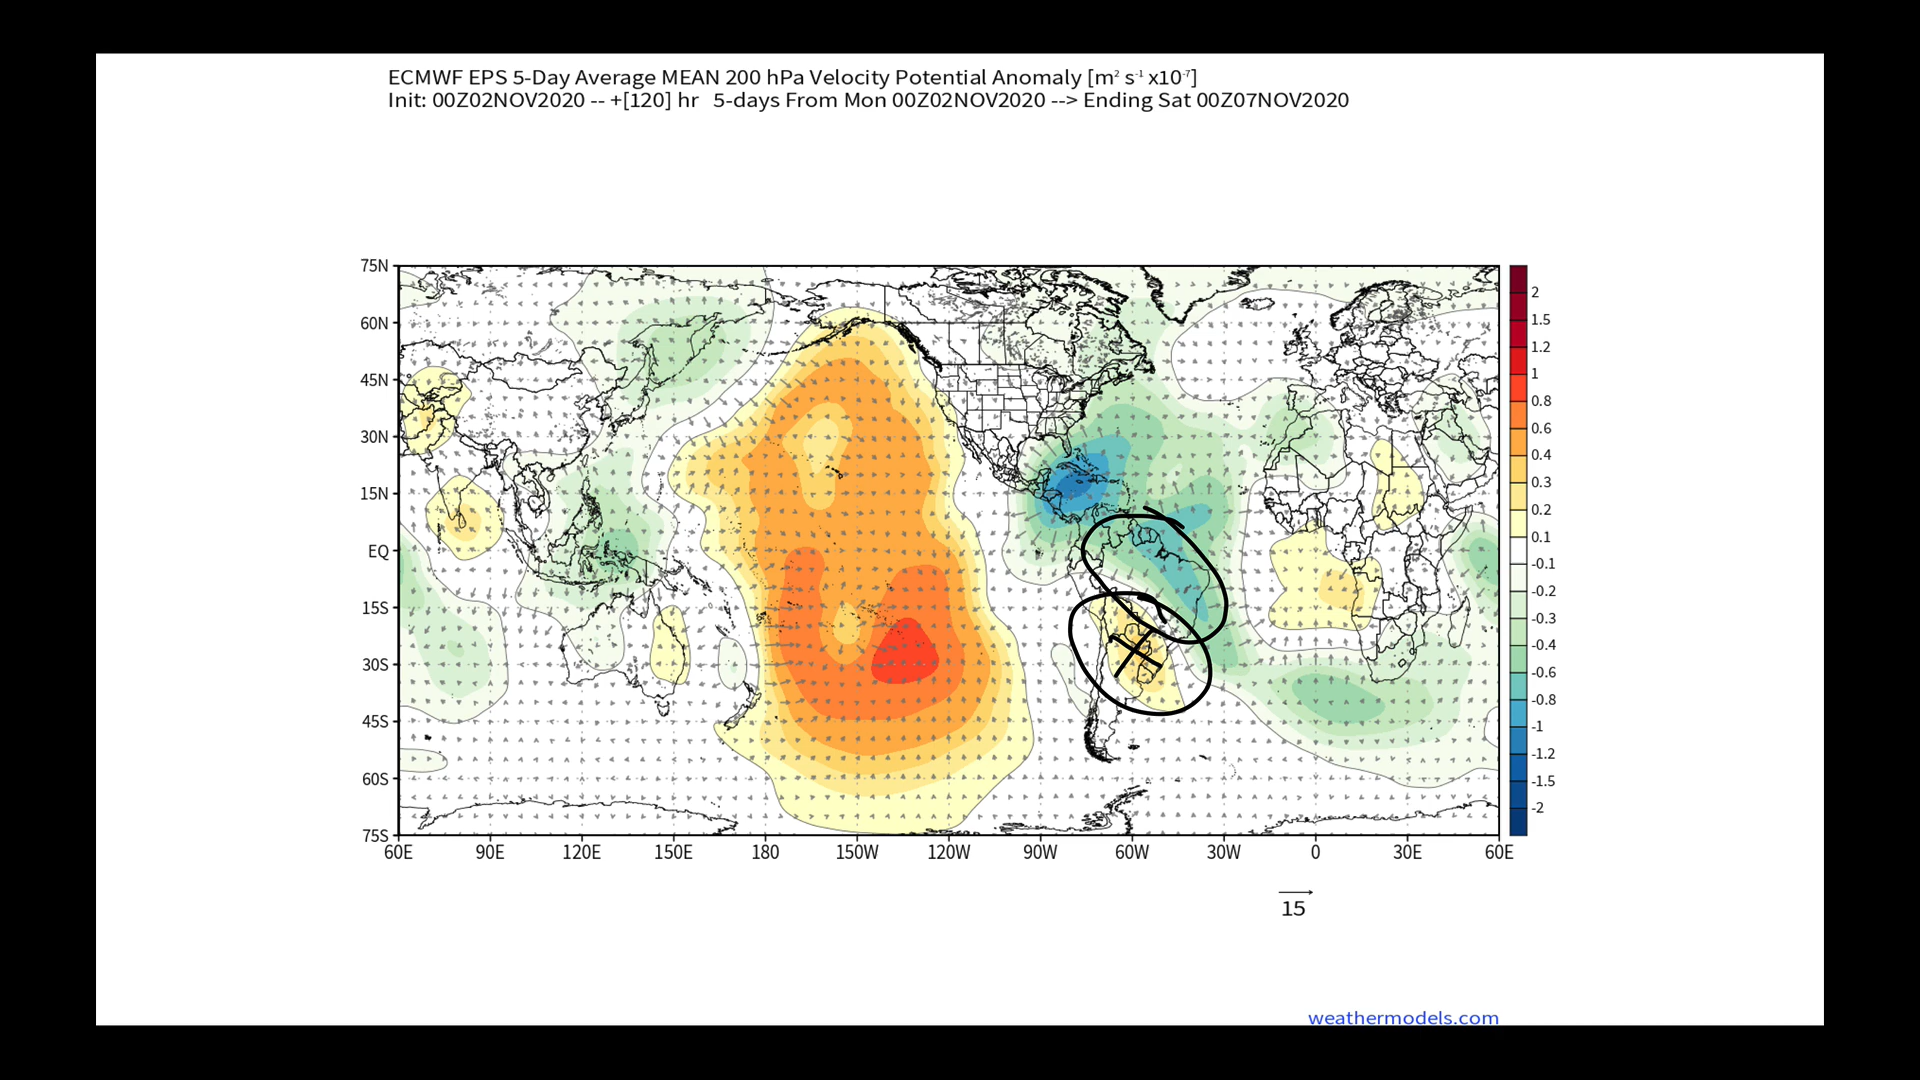 ECMWF EPS 5-Day Average MEAN 200 hPa Velocity Potential Anomaly [m² s⁻¹ x10⁻⁷]
Init: 00Z02NOV2020 -- +[120] hr 5-days From Mon 00Z02NOV2020 --> Ending Sat 00Z07NOV2020
75N
60N
45N
30N
15N
EQ
15S
30S
45S
60S
75S
60E 90E 120E 150E 180 150W 120W 90W 60W 30W 0 30E 60E
2
1.5
1.2
1
0.8
0.6
0.4
0.3
0.2
0.1
-0.1
-0.2
-0.3
-0.4
-0.6
-0.8
-1
-1.2
-1.5
-2
15
weathermodels.com